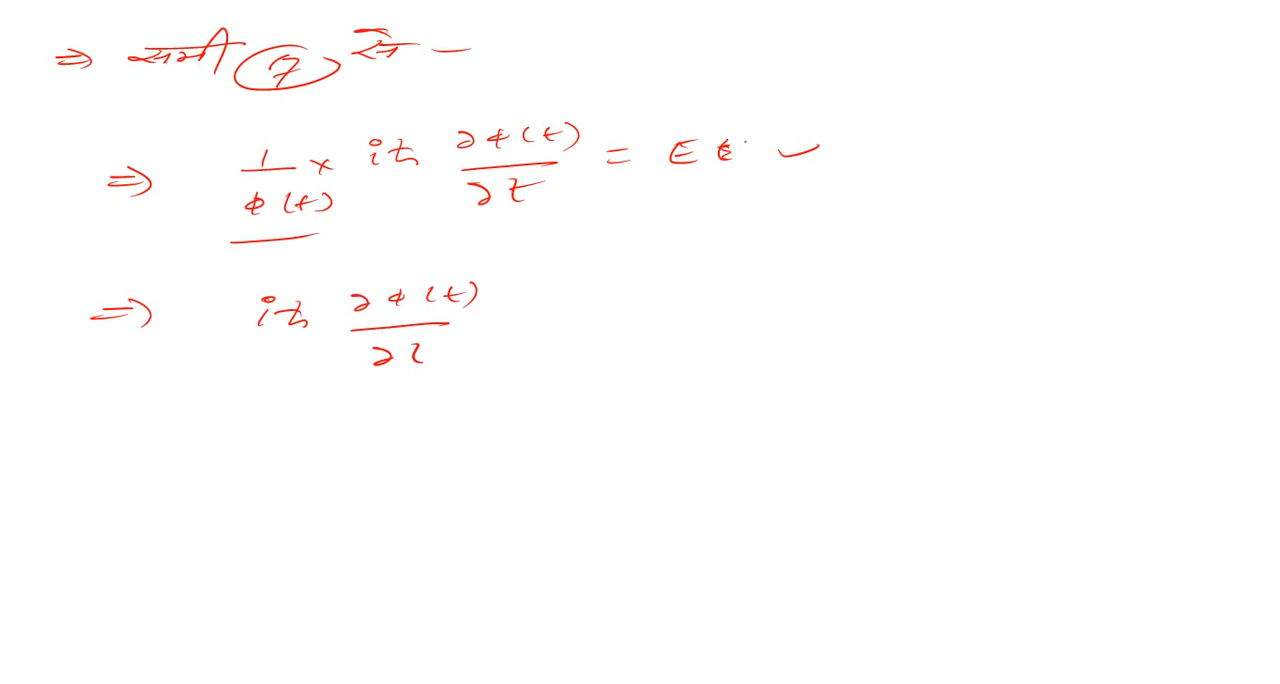 ⇒ समी (7) से —
⇒ 1/ϕ(t) × iħ ∂ϕ(t)/∂t = E
⇒ iħ ∂ϕ(t)/∂t